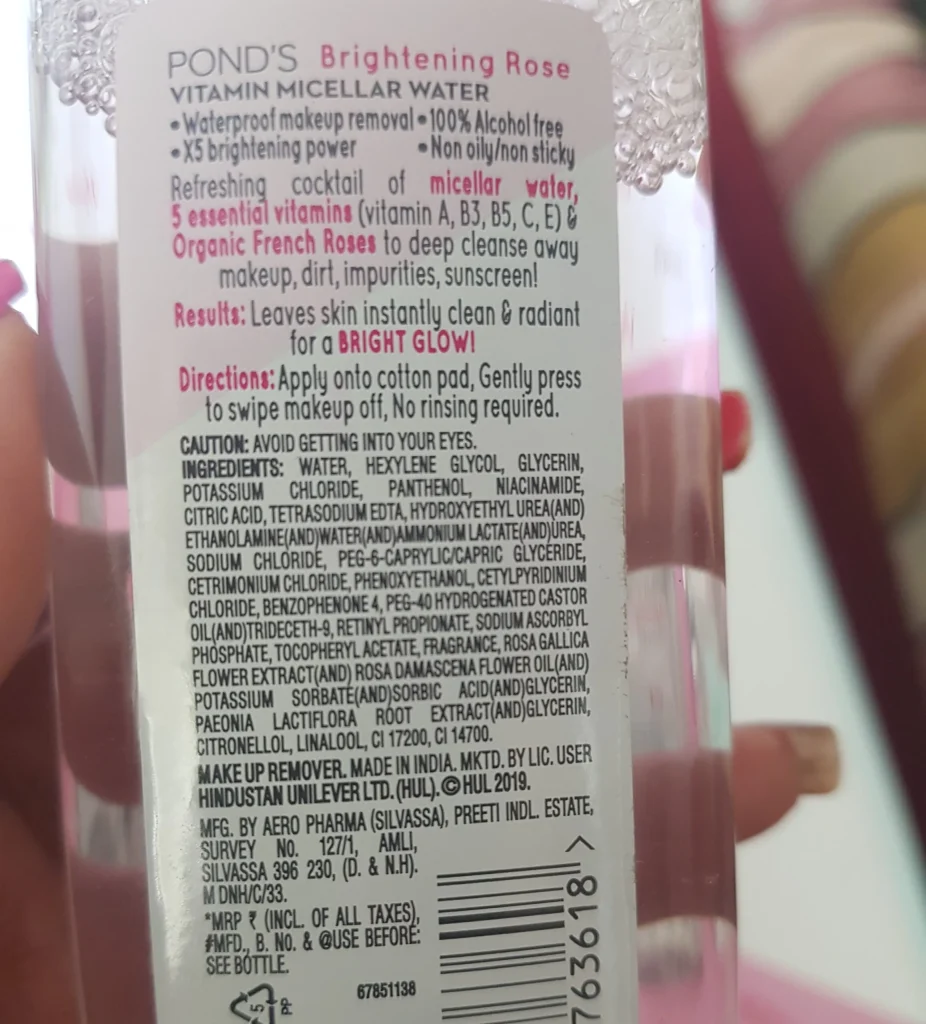 POND'S Brightening Rose
VITAMIN MICELLAR WATER
• Waterproof makeup removal • 100% Alcohol free
• X5 brightening power • Non oily/non sticky
Refreshing cocktail of micellar water,
5 essential vitamins (vitamin A, B3, B5, C, E) &
Organic French Roses to deep cleanse away
makeup, dirt, impurities, sunscreen!
Results: Leaves skin instantly clean & radiant
for a BRIGHT GLOW!
Directions: Apply onto cotton pad, Gently press
to swipe makeup off, No rinsing required.
CAUTION: AVOID GETTING INTO YOUR EYES.
INGREDIENTS: WATER, HEXYLENE GLYCOL, GLYCERIN,
POTASSIUM CHLORIDE, PANTHENOL, NIACINAMIDE,
CITRIC ACID, TETRASODIUM EDTA, HYDROXYETHYL UREA(AND)
ETHANOLAMINE(AND)WATER(AND)AMMONIUM LACTATE(AND)UREA,
SODIUM CHLORIDE, PEG-6-CAPRYLIC/CAPRIC GLYCERIDE,
CETRIMONIUM CHLORIDE, PHENOXYETHANOL, CETYLPYRIDINIUM
CHLORIDE, BENZOPHENONE 4, PEG-40 HYDROGENATED CASTOR
OIL(AND)TRIDECETH-9, RETINYL PROPIONATE, SODIUM ASCORBYL
PHOSPHATE, TOCOPHERYL ACETATE, FRAGRANCE, ROSA GALLICA
FLOWER EXTRACT(AND) ROSA DAMASCENA FLOWER OIL(AND)
POTASSIUM SORBATE(AND)SORBIC ACID(AND)GLYCERIN,
PAEONIA LACTIFLORA ROOT EXTRACT(AND)GLYCERIN,
CITRONELLOL, LINALOOL, CI 17200, CI 14700.
MAKE UP REMOVER. MADE IN INDIA. MKTD. BY LIC. USER
HINDUSTAN UNILEVER LTD. (HUL). © HUL 2019.
MFG. BY AERO PHARMA (SILVASSA), PREETI INDL. ESTATE,
SURVEY NO. 127/1, AMLI,
SILVASSA 396 230, (D. & N.H).
M DNH/C/33.
*MRP ₹ (INCL. OF ALL TAXES),
#MFD., B. NO. & @USE BEFORE:
SEE BOTTLE.
67851138
5
PP
763618 >